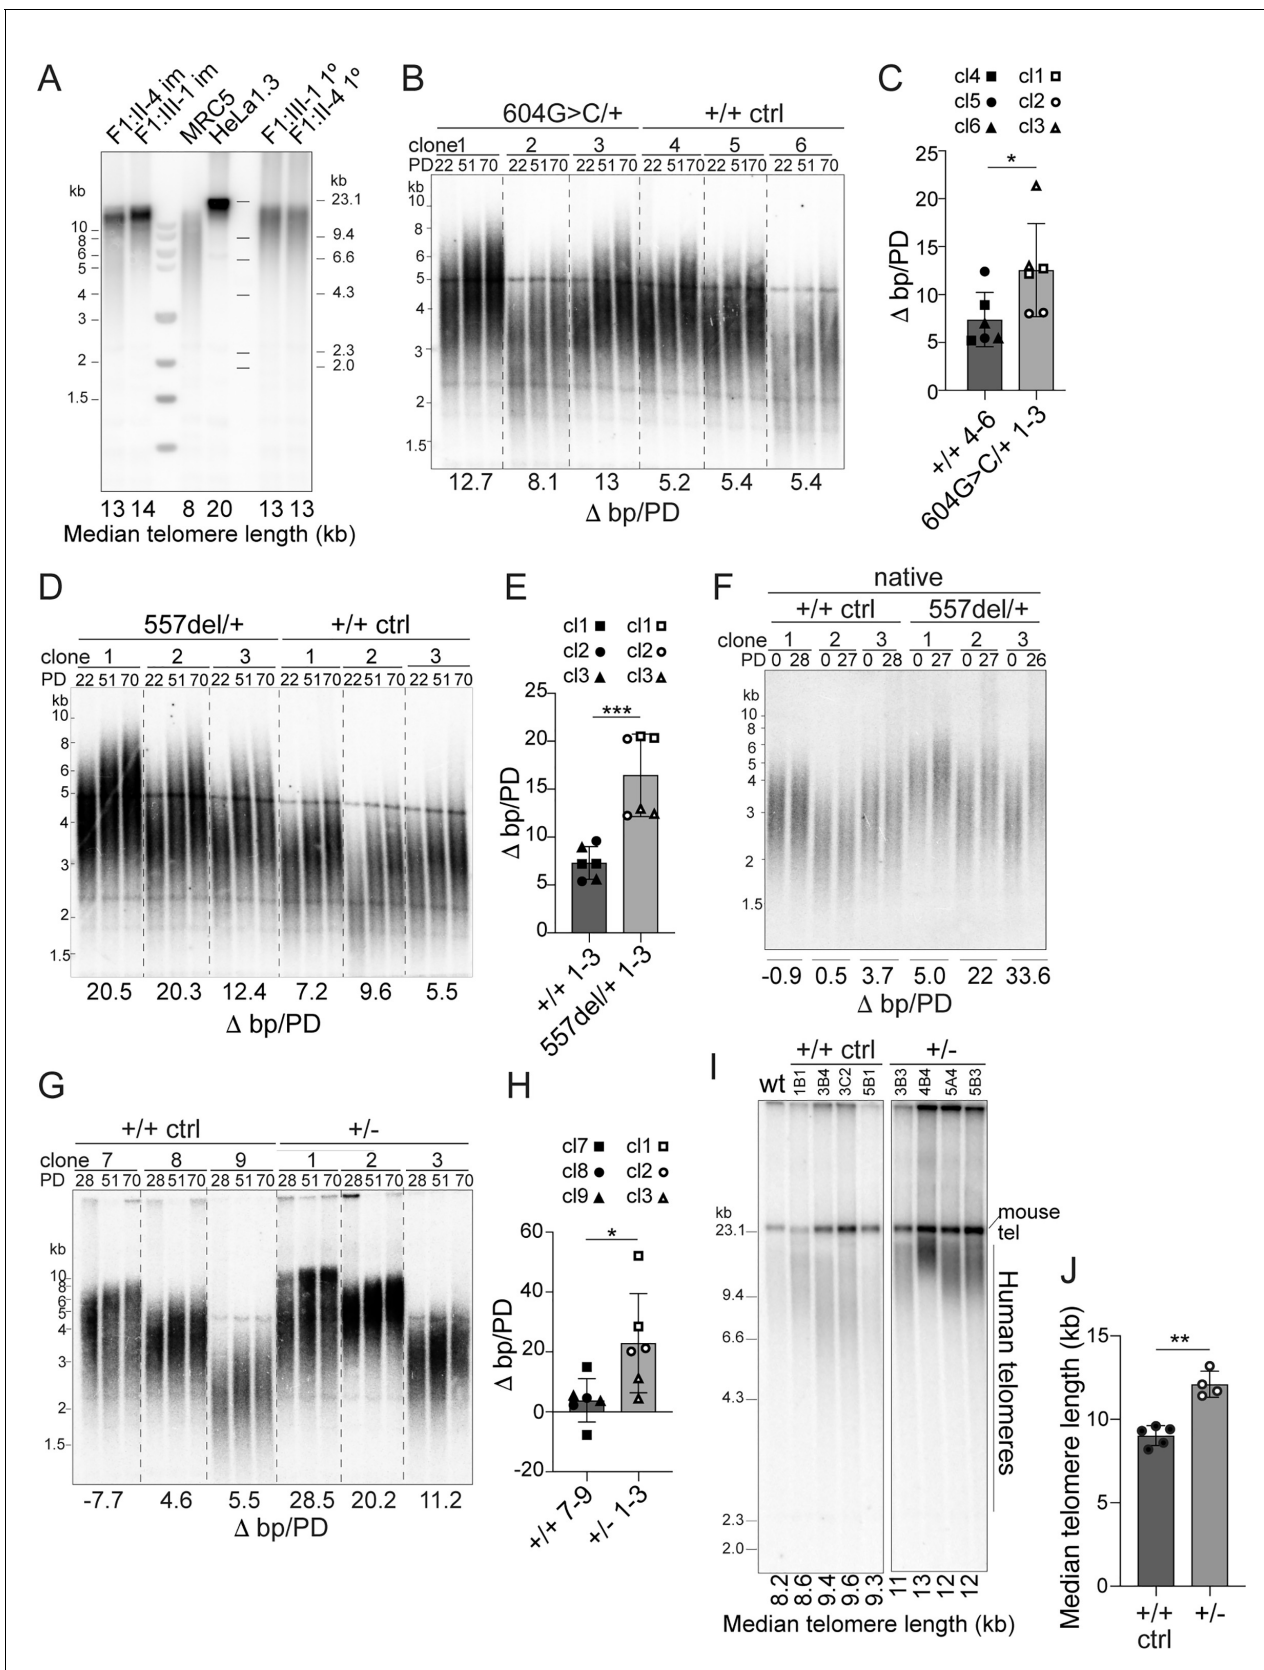 A
F1:II-4 im
F1:III-1 im
MRC5
HeLa1.3
F1:III-1 1º
F1:II-4 1º
kb
10
8
6
5
4
3
2
1.5
kb
23.1
9.4
6.6
4.3
2.3
2.0
13 14 8 20 13 13
Median telomere length (kb)
B
604G>C/+ +/+ ctrl
clone1 2 3 4 5 6
PD 22 51 70 22 51 70 22 51 70 22 51 70 22 51 70 22 51 70
kb
10
8
6
5
4
3
2
1.5
12.7 8.1 13 5.2 5.4 5.4
Δ bp/PD
C
cl4 ■ cl1 □
cl5 ● cl2 ○
cl6 ▲ cl3 △
25
20
15
10
5
0
Δ bp/PD
*
+/+ 4-6
604G>C/+ 1-3
D
557del/+ +/+ ctrl
clone 1 2 3 1 2 3
PD 22 51 70 22 51 70 22 51 70 22 51 70 22 51 70 22 51 70
kb
10
8
6
5
4
3
2
1.5
20.5 20.3 12.4 7.2 9.6 5.5
Δ bp/PD
E
cl1 ■ cl1 □
cl2 ● cl2 ○
cl3 ▲ cl3 △
25
20
15
10
5
0
Δ bp/PD
***
+/+ 1-3
557del/+ 1-3
F
native
+/+ ctrl 557del/+
clone 1 2 3 1 2 3
PD 0 28 0 27 0 28 0 27 0 27 0 26
kb
10
8
6
5
4
3
2
1.5
-0.9 0.5 3.7 5.0 22 33.6
Δ bp/PD
G
+/+ ctrl +/-
clone 7 8 9 1 2 3
PD 28 51 70 28 51 70 28 51 70 28 51 70 28 51 70 28 51 70
kb
10
8
6
5
4
3
2
1.5
-7.7 4.6 5.5 28.5 20.2 11.2
Δ bp/PD
H
cl7 ■ cl1 □
cl8 ● cl2 ○
cl9 ▲ cl3 △
60
40
20
0
-20
Δ bp/PD
*
+/+ 7-9
+/- 1-3
I
+/+ ctrl +/-
wt 1B1 3B4 3C2 5B1 3B3 4B4 5A4 5B3
kb
23.1
9.4
6.6
4.3
2.3
2.0
mouse
tel
Human telomeres
8.2 8.6 9.4 9.6 9.3 11 13 12 12
Median telomere length (kb)
J
Median telomere length (kb)
15
10
5
0
**
+/+
ctrl
+/-